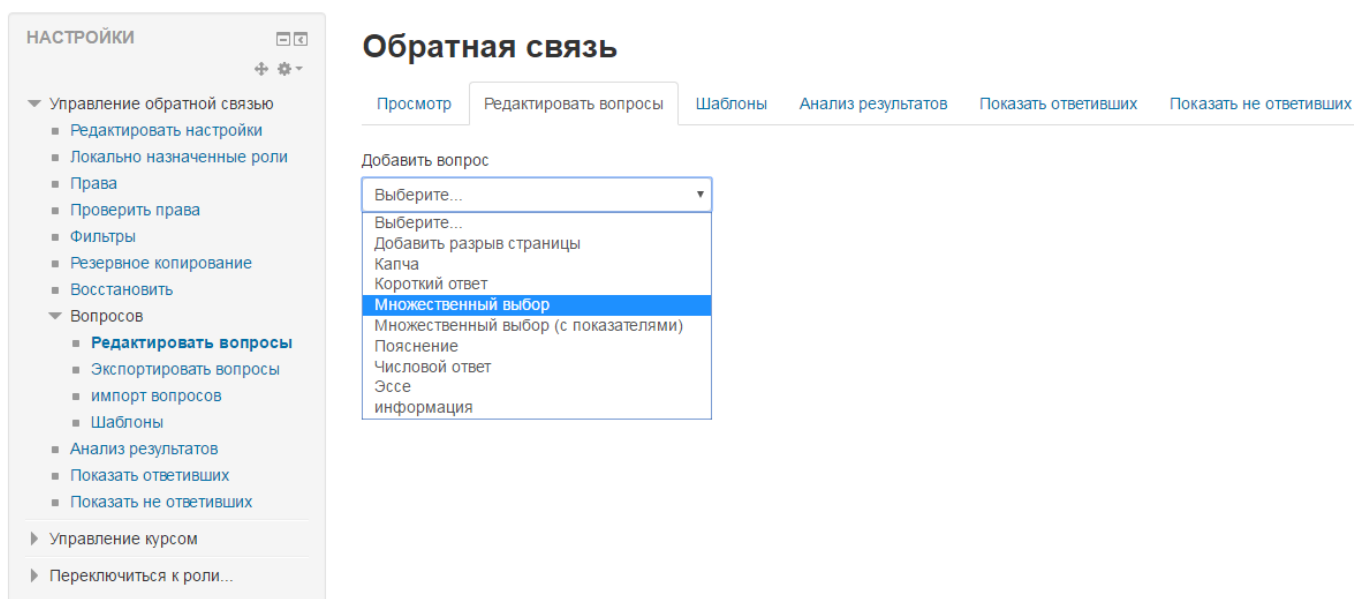 НАСТРОЙКИ
Управление обратной связью
Редактировать настройки
Локально назначенные роли
Права
Проверить права
Фильтры
Резервное копирование
Восстановить
Вопросов
Редактировать вопросы
Экспортировать вопросы
импорт вопросов
Шаблоны
Анализ результатов
Показать ответивших
Показать не ответивших
Управление курсом
Переключиться к роли...
Обратная связь
Просмотр Редактировать вопросы Шаблоны Анализ результатов Показать ответивших Показать не ответивших
Добавить вопрос
Выберите...
Выберите...
Добавить разрыв страницы
Капча
Короткий ответ
Множественный выбор
Множественный выбор (с показателями)
Пояснение
Числовой ответ
Эссе
информация